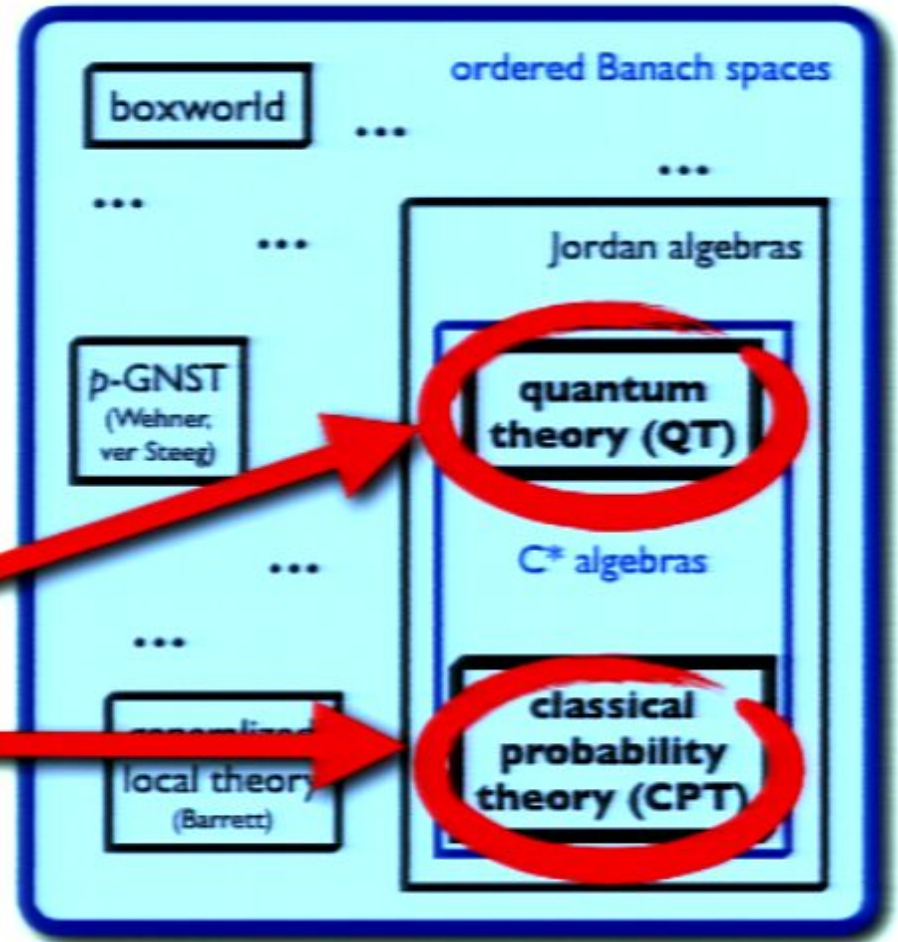 ordered Banach spaces
boxworld
...
...
...
...
Jordan algebras
p-GNST
(Wehner,
ver Steeg)
quantum
theory (QT)
...
C* algebras
...
generalized
local theory
(Barrett)
classical
probability
theory (CPT)